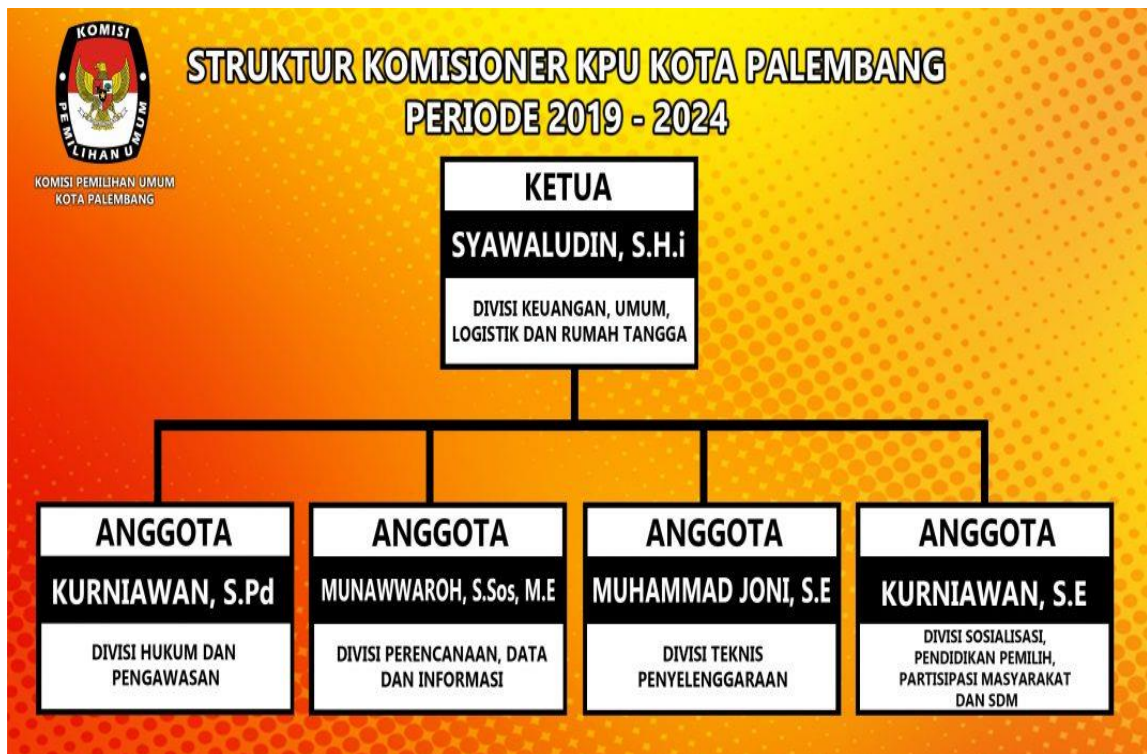 KOMISI
PEMILIHAN UMUM
KOMISI PEMILIHAN UMUM
KOTA PALEMBANG
STRUKTUR KOMISIONER KPU KOTA PALEMBANG
PERIODE 2019 - 2024
KETUA
SYAWALUDIN, S.H.i
DIVISI KEUANGAN, UMUM,
LOGISTIK DAN RUMAH TANGGA
ANGGOTA
KURNIAWAN, S.Pd
DIVISI HUKUM DAN
PENGAWASAN
ANGGOTA
MUNAWWAROH, S.Sos, M.E
DIVISI PERENCANAAN, DATA
DAN INFORMASI
ANGGOTA
MUHAMMAD JONI, S.E
DIVISI TEKNIS
PENYELENGGARAAN
ANGGOTA
KURNIAWAN, S.E
DIVISI SOSIALISASI,
PENDIDIKAN PEMILIH,
PARTISIPASI MASYARAKAT
DAN SDM